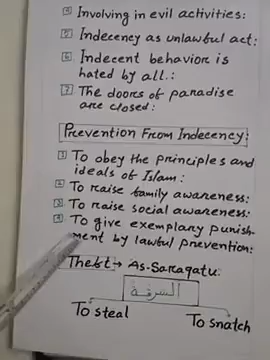 4 Involving in evil activities:
5 Indecency as unlawful act:
6 Indecent behavior is
hated by all.:
7 The doors of paradise
are closed:
Prevention From Indecency:
1 To obey the principles and
ideals of Islam:
2 To raise family awareness:
3 To raise social awareness:
4 To give exemplary punish-
ment by lawful prevention:
Theft → As-Saraqatu:
السرقة
To steal
To snatch